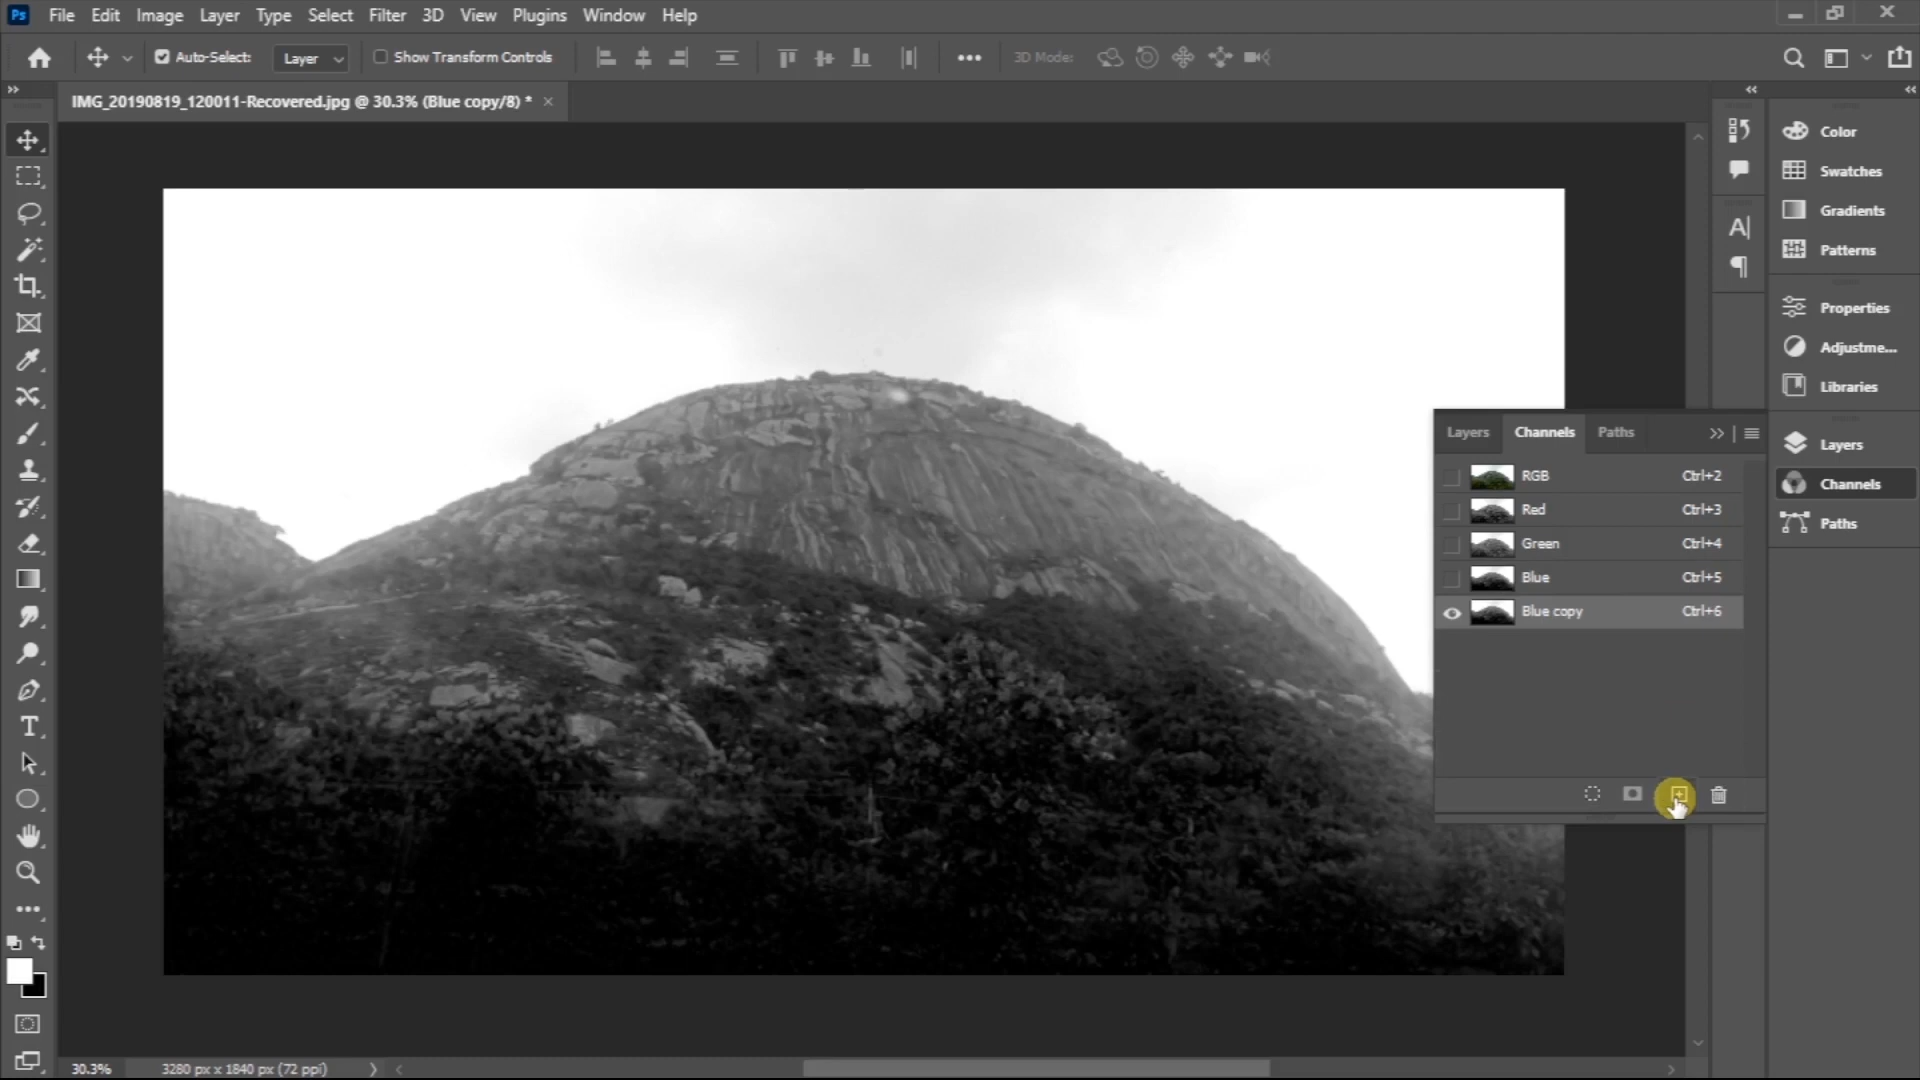 Ps File Edit Image Layer Type Select Filter 3D View Plugins Window Help
Auto-Select: Layer Show Transform Controls 3D Mode:
IMG_20190819_120011-Recovered.jpg @ 30.3% (Blue copy/8) *
Color
Swatches
Gradients
Patterns
Properties
Adjustme...
Libraries
Layers
Channels
Paths
Layers Channels Paths
RGB Ctrl+2
Red Ctrl+3
Green Ctrl+4
Blue Ctrl+5
Blue copy Ctrl+6
30.3% 3280 px x 1840 px (72 ppi)